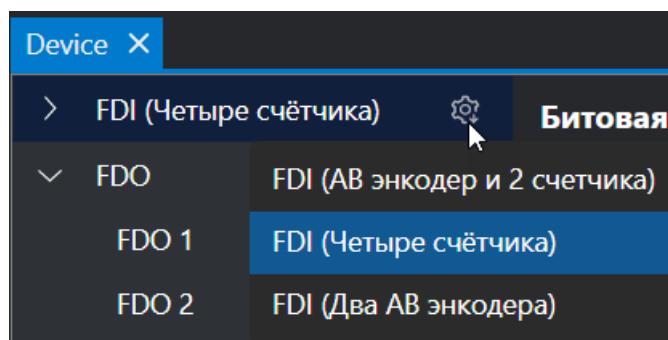 Device
FDI (Четыре счётчика)
Битовая
FDO
FDI (АВ энкодер и 2 счетчика)
FDO 1
FDI (Четыре счётчика)
FDO 2
FDI (Два АВ энкодера)